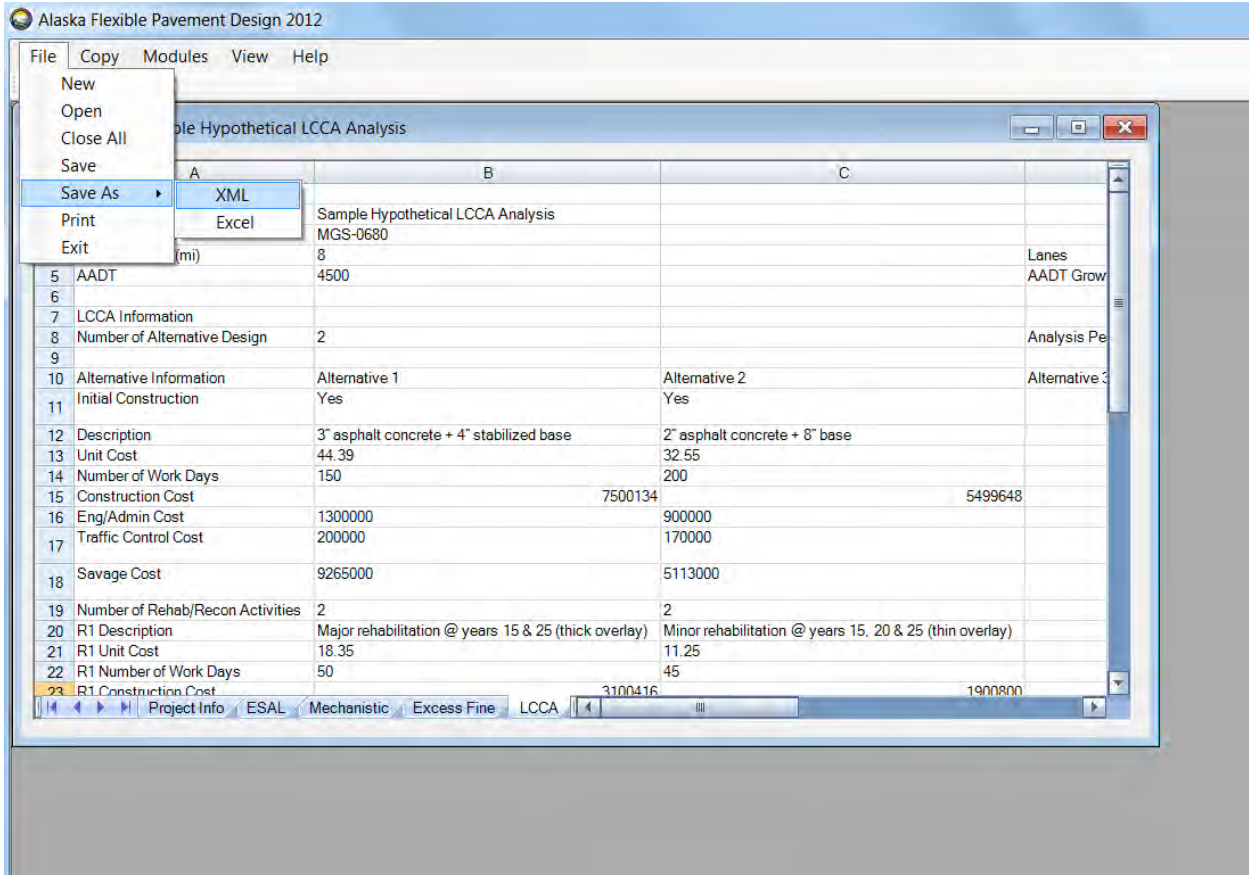 Alaska Flexible Pavement Design 2012
File Copy Modules View Help
New
Open
Close All
Save
Save As
Print
Exit
XML
Excel
Hypothetical LCCA Analysis
A B C
Sample Hypothetical LCCA Analysis
MGS-0680
(mi) 8 Lanes
5 AADT 4500 AADT Grow
6
7 LCCA Information
8 Number of Alternative Design 2 Analysis Pe
9
10 Alternative Information Alternative 1 Alternative 2 Alternative 3
11 Initial Construction Yes Yes
12 Description 3" asphalt concrete + 4" stabilized base 2" asphalt concrete + 8" base
13 Unit Cost 44.39 32.55
14 Number of Work Days 150 200
15 Construction Cost 7500134 5499648
16 Eng/Admin Cost 1300000 900000
17 Traffic Control Cost 200000 170000
18 Savage Cost 9265000 5113000
19 Number of Rehab/Recon Activities 2 2
20 R1 Description Major rehabilitation @ years 15 & 25 (thick overlay) Minor rehabilitation @ years 15, 20 & 25 (thin overlay)
21 R1 Unit Cost 18.35 11.25
22 R1 Number of Work Days 50 45
23 R1 Construction Cost 3100416 1900800
Project Info ESAL Mechanistic Excess Fine LCCA